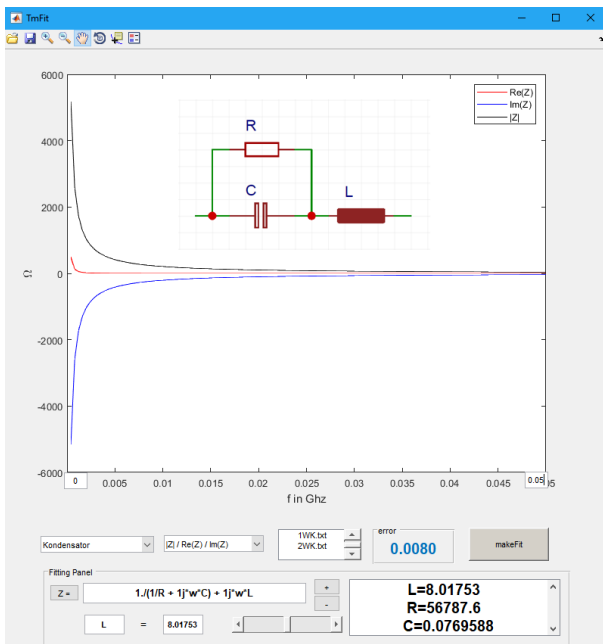 TmFit
6000
4000
2000
0
-2000
-4000
-6000
Ω
Re(Z)
Im(Z)
|Z|
R
C
L
0
0.005
0.01
0.015
0.02
0.025
0.03
0.035
0.04
0.045
0.05
f in Ghz
Kondensator
|Z| / Re(Z) / Im(Z)
1WK.txt
2WK.txt
error
0.0080
makeFit
Fitting Panel
Z =
1./(1/R + 1j*w*C) + 1j*w*L
+
-
L
=
8.01753
L=8.01753
R=56787.6
C=0.0769588